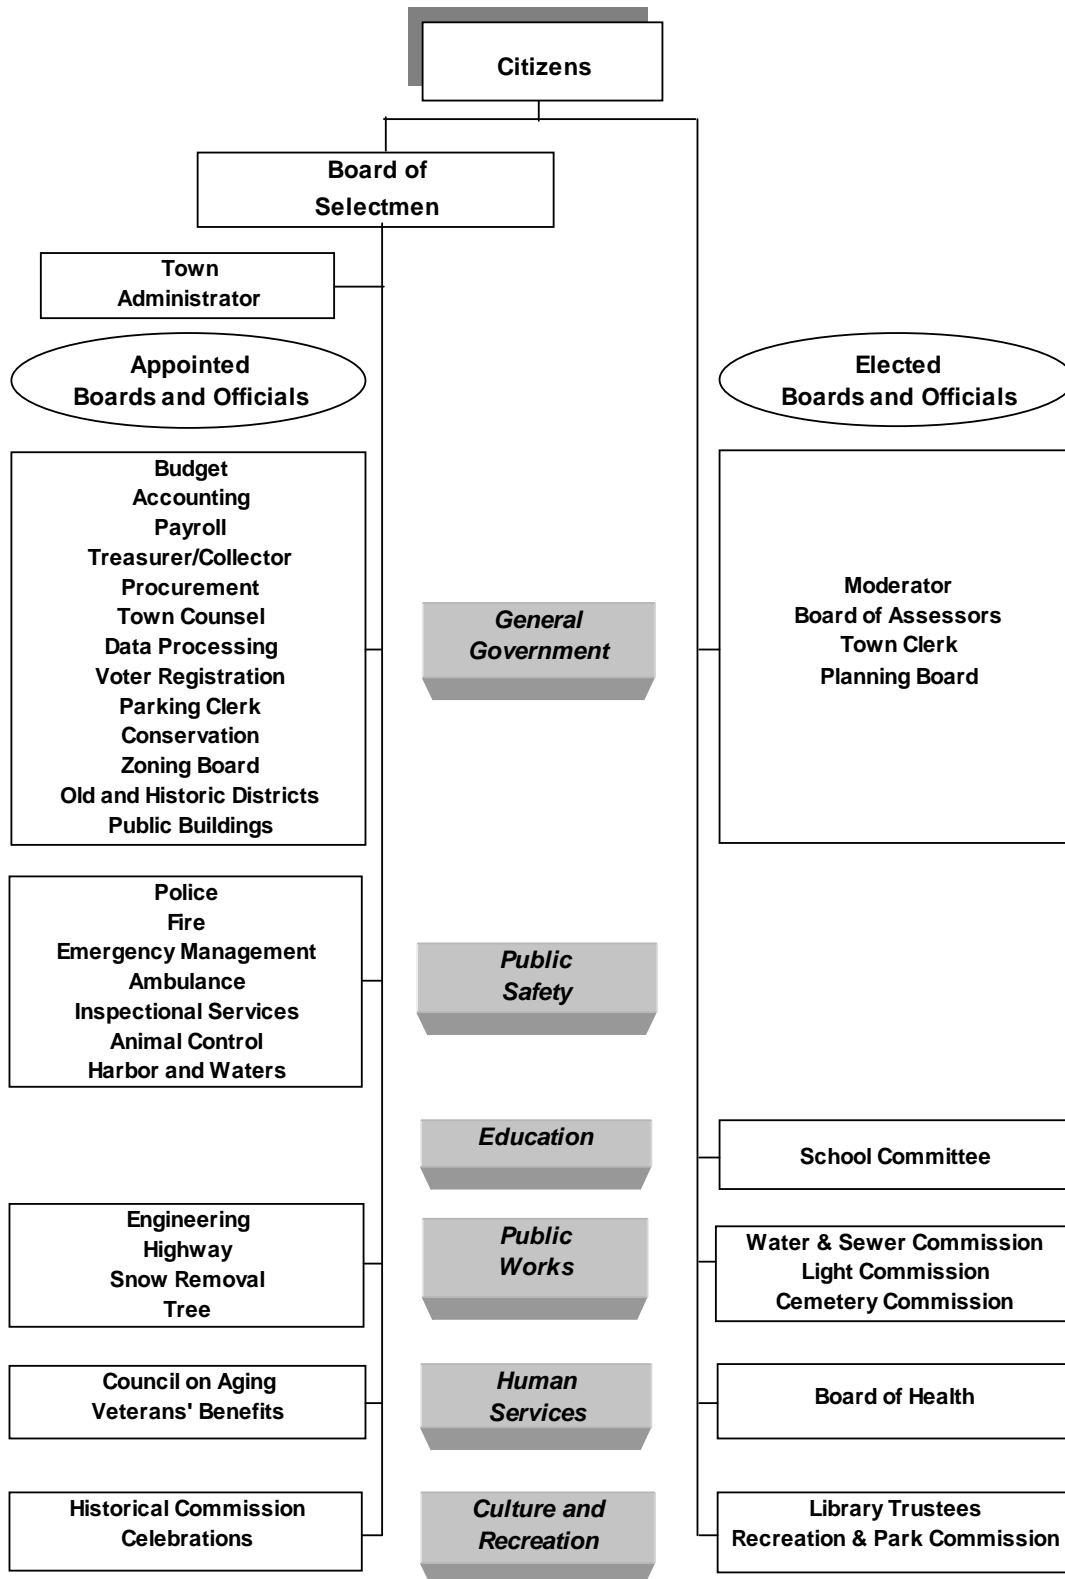 Citizens
Board of
Selectmen
Town
Administrator
Appointed
Boards and Officials
Elected
Boards and Officials
Budget
Accounting
Payroll
Treasurer/Collector
Procurement
Town Counsel
Data Processing
Voter Registration
Parking Clerk
Conservation
Zoning Board
Old and Historic Districts
Public Buildings
General
Government
Moderator
Board of Assessors
Town Clerk
Planning Board
Police
Fire
Emergency Management
Ambulance
Inspectional Services
Animal Control
Harbor and Waters
Public
Safety
Education
School Committee
Engineering
Highway
Snow Removal
Tree
Public
Works
Water & Sewer Commission
Light Commission
Cemetery Commission
Council on Aging
Veterans' Benefits
Human
Services
Board of Health
Historical Commission
Celebrations
Culture and
Recreation
Library Trustees
Recreation & Park Commission